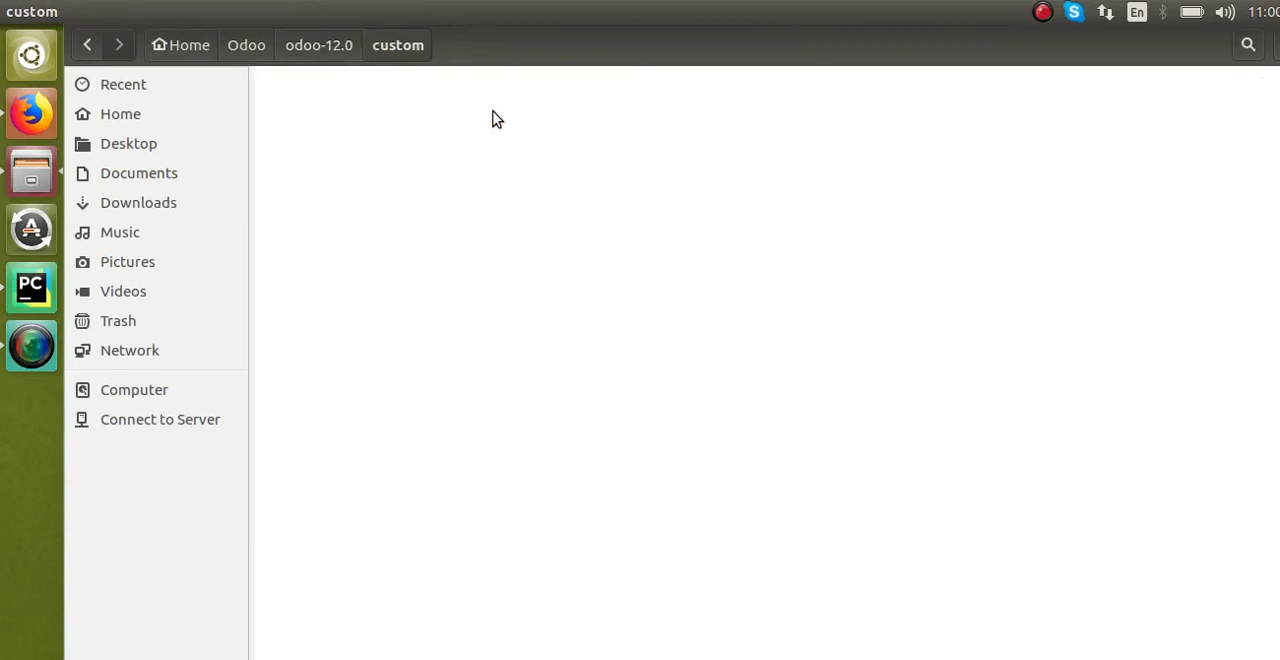 custom
En
11:00
Home Odoo odoo-12.0 custom
Recent
Home
Desktop
Documents
Downloads
Music
Pictures
Videos
Trash
Network
Computer
Connect to Server
PC
S
A